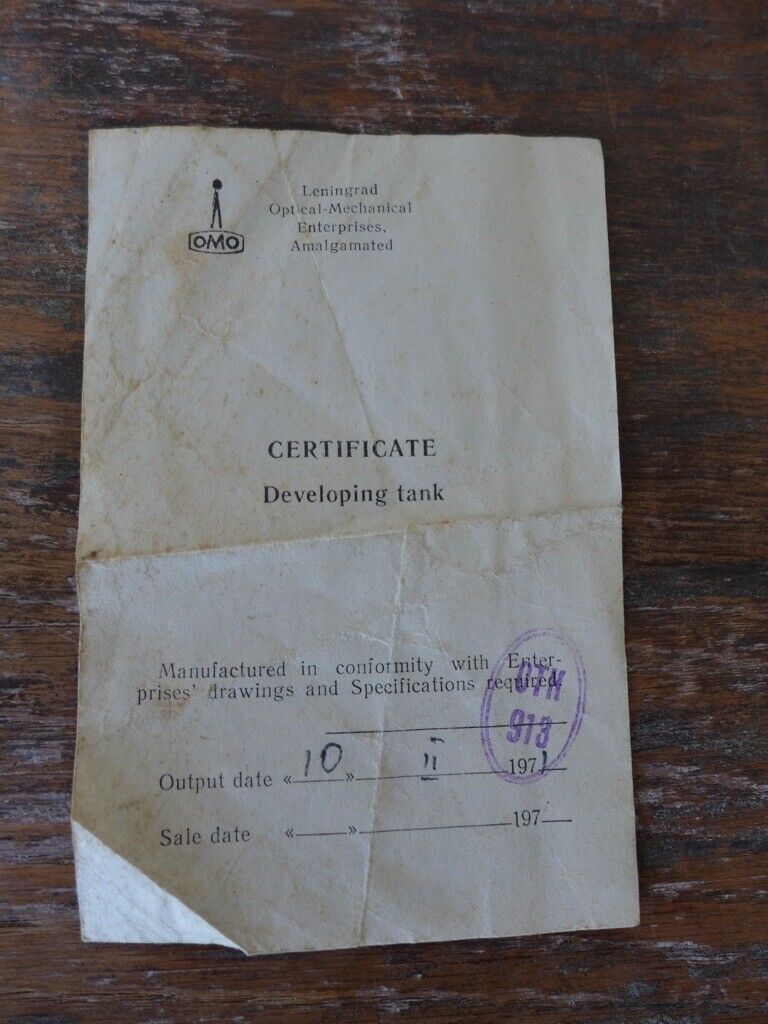 Leningrad
Optical-Mechanical
Enterprises,
Amalgamated
OMO
CERTIFICATE
Developing tank
Manufactured in conformity with Enter-
prises' drawings and Specifications required.
ОТК
913
Output date «10» II 1971
Sale date «» 197